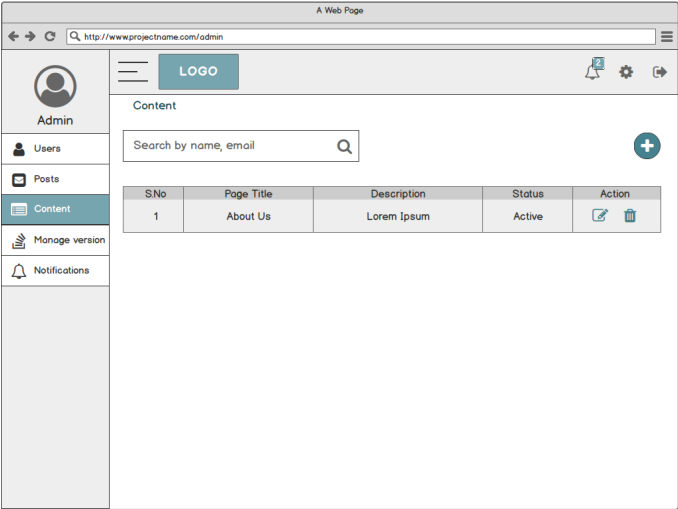 A Web Page
http://www.projectname.com/admin
LOGO
2
Admin
Users
Posts
Content
Manage version
Notifications
Content
Search by name, email
S.No Page Title Description Status Action
1 About Us Lorem Ipsum Active